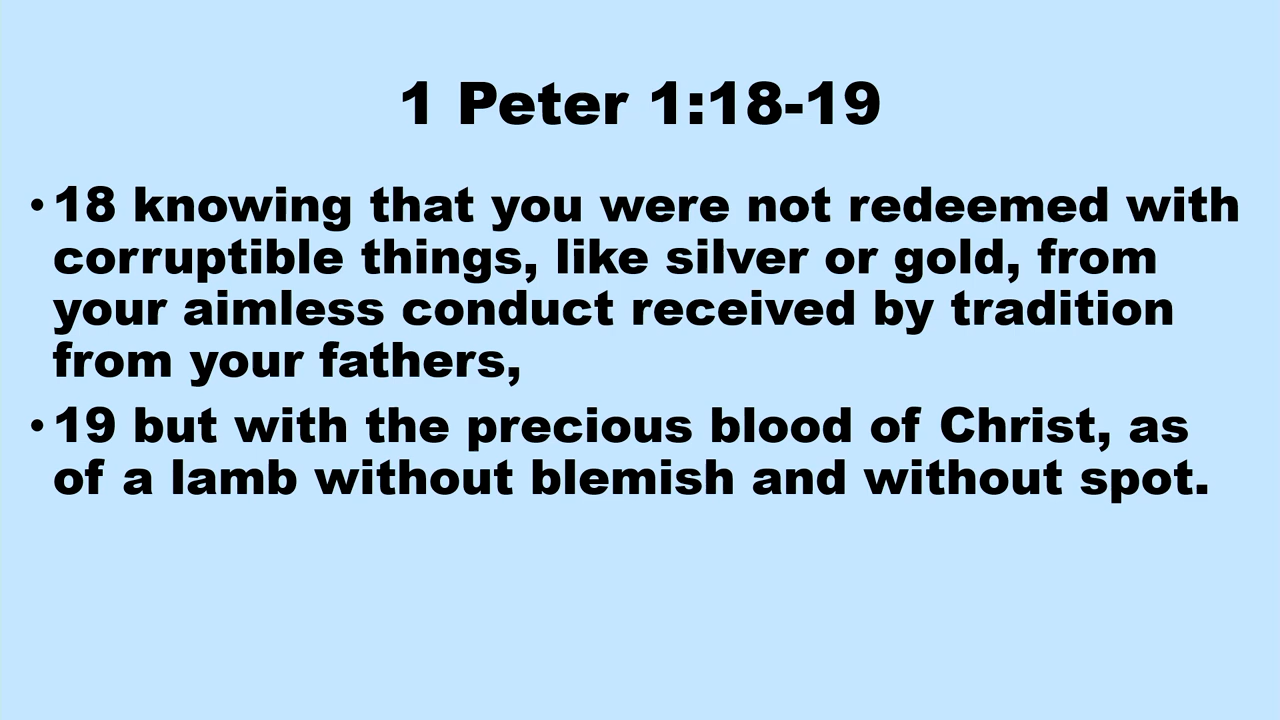 1 Peter 1:18-19
• 18 knowing that you were not redeemed with
corruptible things, like silver or gold, from
your aimless conduct received by tradition
from your fathers,
• 19 but with the precious blood of Christ, as
of a lamb without blemish and without spot.